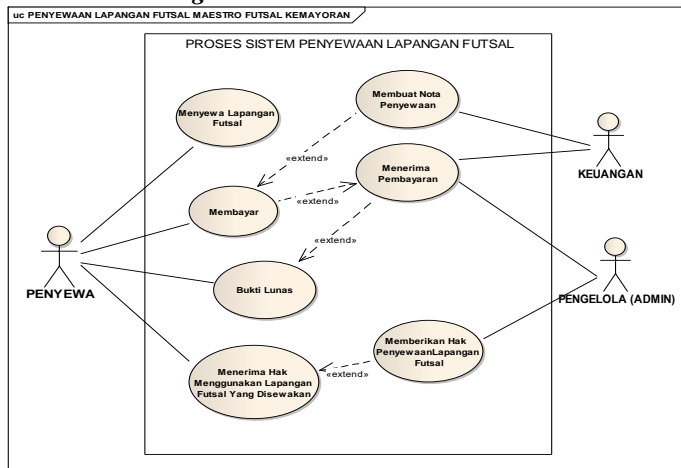 uc PENYEWAAN LAPANGAN FUTSAL MAESTRO FUTSAL KEMAYORAN
PROSES SISTEM PENYEWAAN LAPANGAN FUTSAL
Menyewa Lapangan
Futsal
Membuat Nota
Penyewaan
«extend»
Menerima
Pembayaran
KEUANGAN
Membayar
«extend»
«extend»
PENYEWA
Bukti Lunas
PENGELOLA (ADMIN)
Memberikan Hak
PenyewaanLapangan
Futsal
Menerima Hak
Menggunakan Lapangan
Futsal Yang Disewakan
«extend»